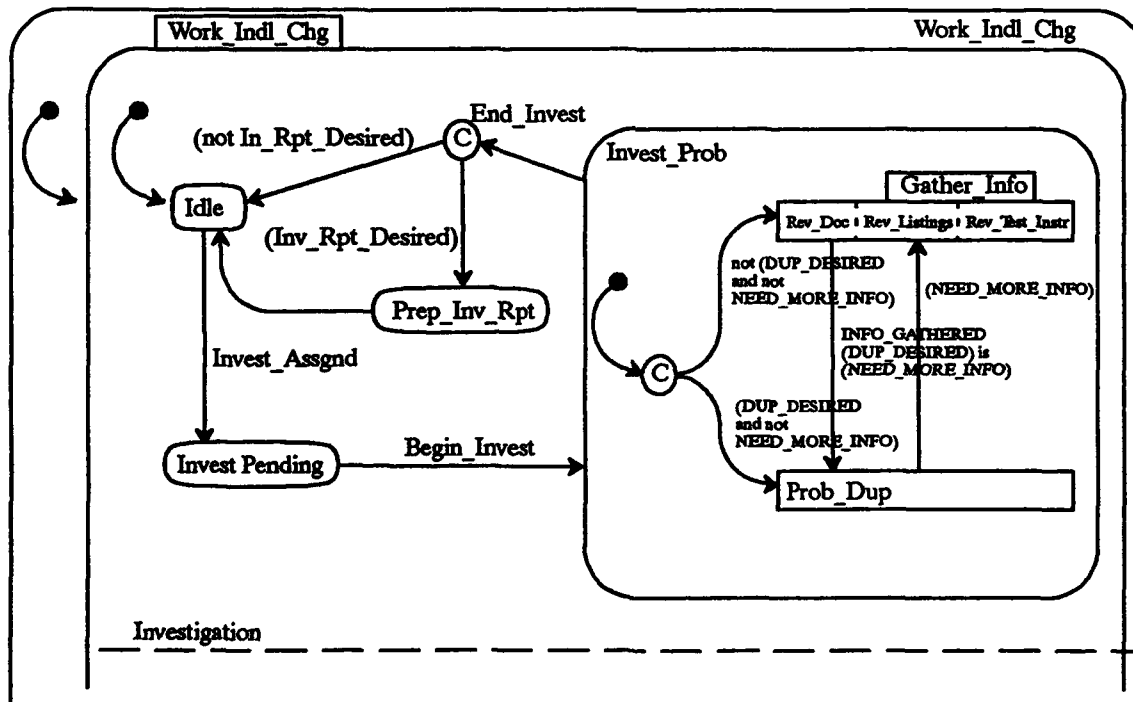 Work_Indl_Chg
Work_Indl_Chg
End_Invest
(not In_Rpt_Desired)
C
Invest_Prob
Gather_Info
Idle
Rev_Doc Rev_Listings Rev_Test_Instr
(Inv_Rpt_Desired)
not (DUP_DESIRED
and not
NEED_MORE_INFO)
(NEED_MORE_INFO)
Prep_Inv_Rpt
INFO_GATHERED
(DUP_DESIRED) is
(NEED_MORE_INFO)
Invest_Assgnd
C
(DUP_DESIRED
and not
NEED_MORE_INFO)
Begin_Invest
Invest Pending
Prob_Dup
Investigation